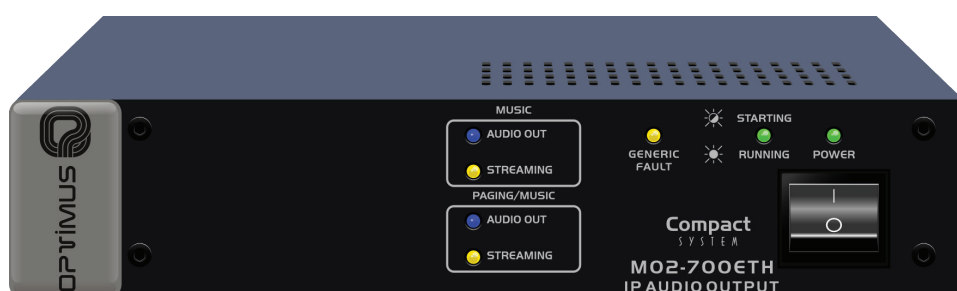 OPTIMUS
MUSIC
AUDIO OUT
STREAMING
PAGING/MUSIC
AUDIO OUT
STREAMING
GENERIC
FAULT
STARTING
RUNNING
POWER
I
O
Compact
SYSTEM
MO2-700ETH
IP AUDIO OUTPUT